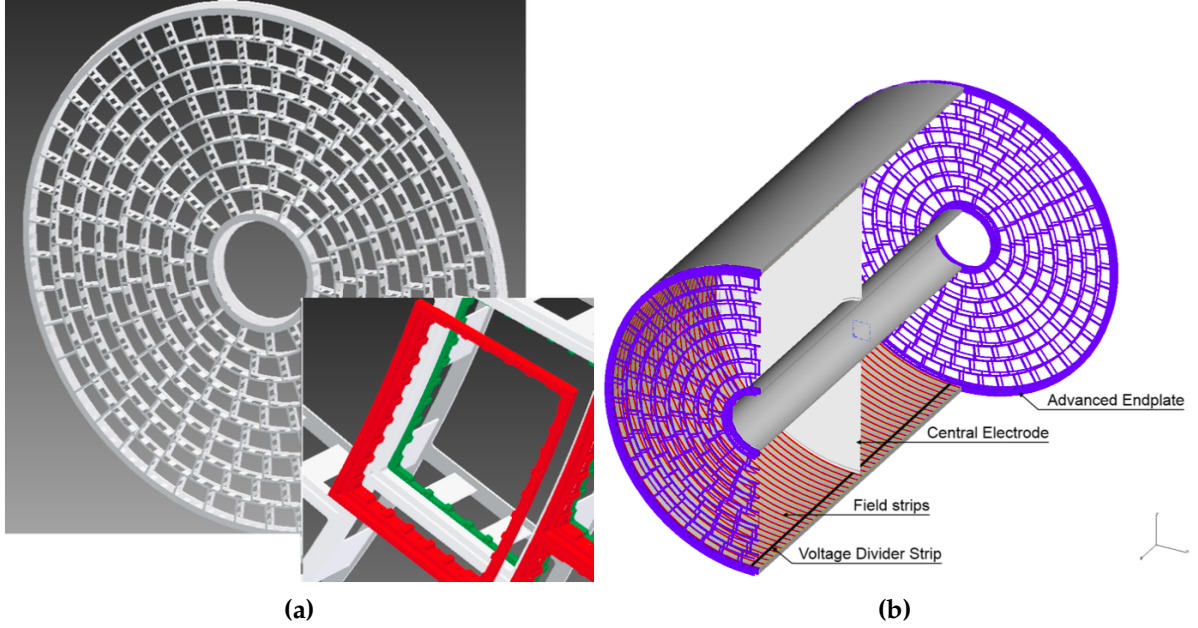 Advanced Endplate
Central Electrode
Field strips
Voltage Divider Strip
(a)
(b)